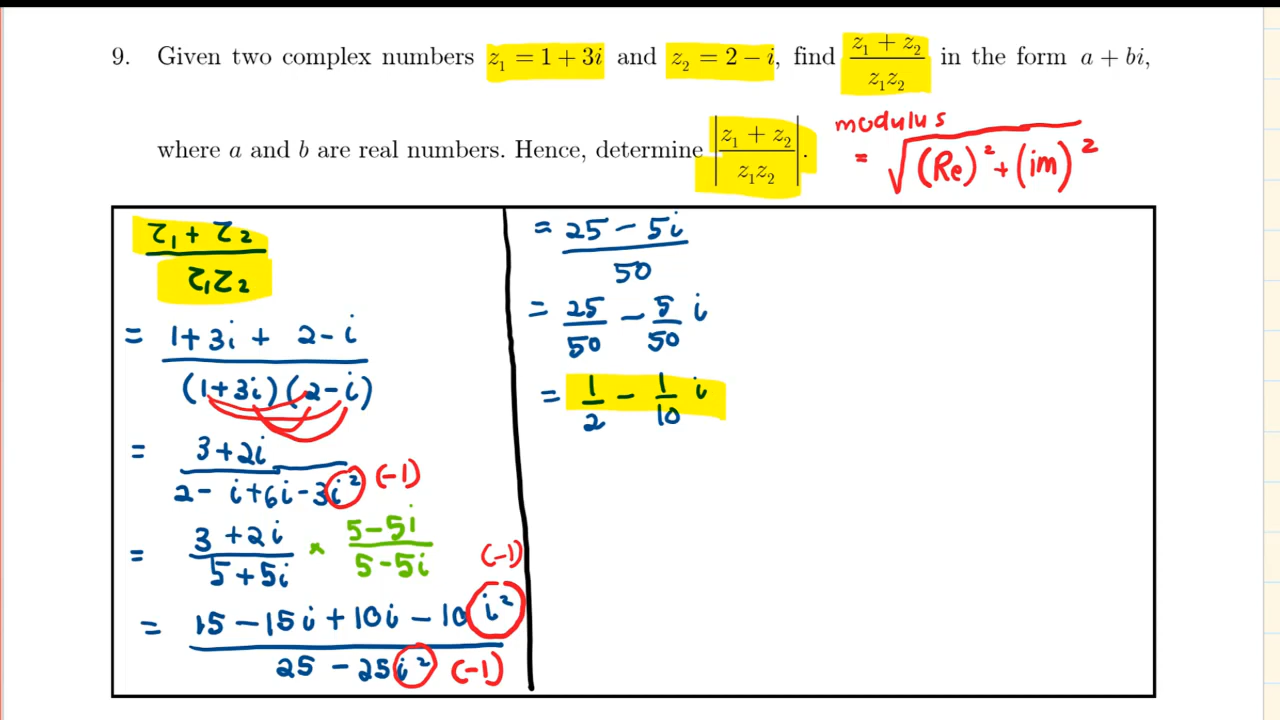 9. Given two complex numbers z₁ = 1 + 3i and z₂ = 2 − i, find (z₁ + z₂)/(z₁z₂) in the form a + bi,
where a and b are real numbers. Hence, determine |(z₁ + z₂)/(z₁z₂)|.
modulus
= √((Re)² + (im)²)
(z₁ + z₂)/(z₁z₂)
= (1+3i + 2−i)/((1+3i)(2−i))
= (3+2i)/(2−i+6i−3i²) (-1)
= (3+2i)/(5+5i) × (5−5i)/(5−5i)
(-1)
= (15 − 15i + 10i − 10i²)/(25 − 25i²) (-1)
= (25 − 5i)/50
= 25/50 − 5/50 i
= 1/2 − 1/10 i